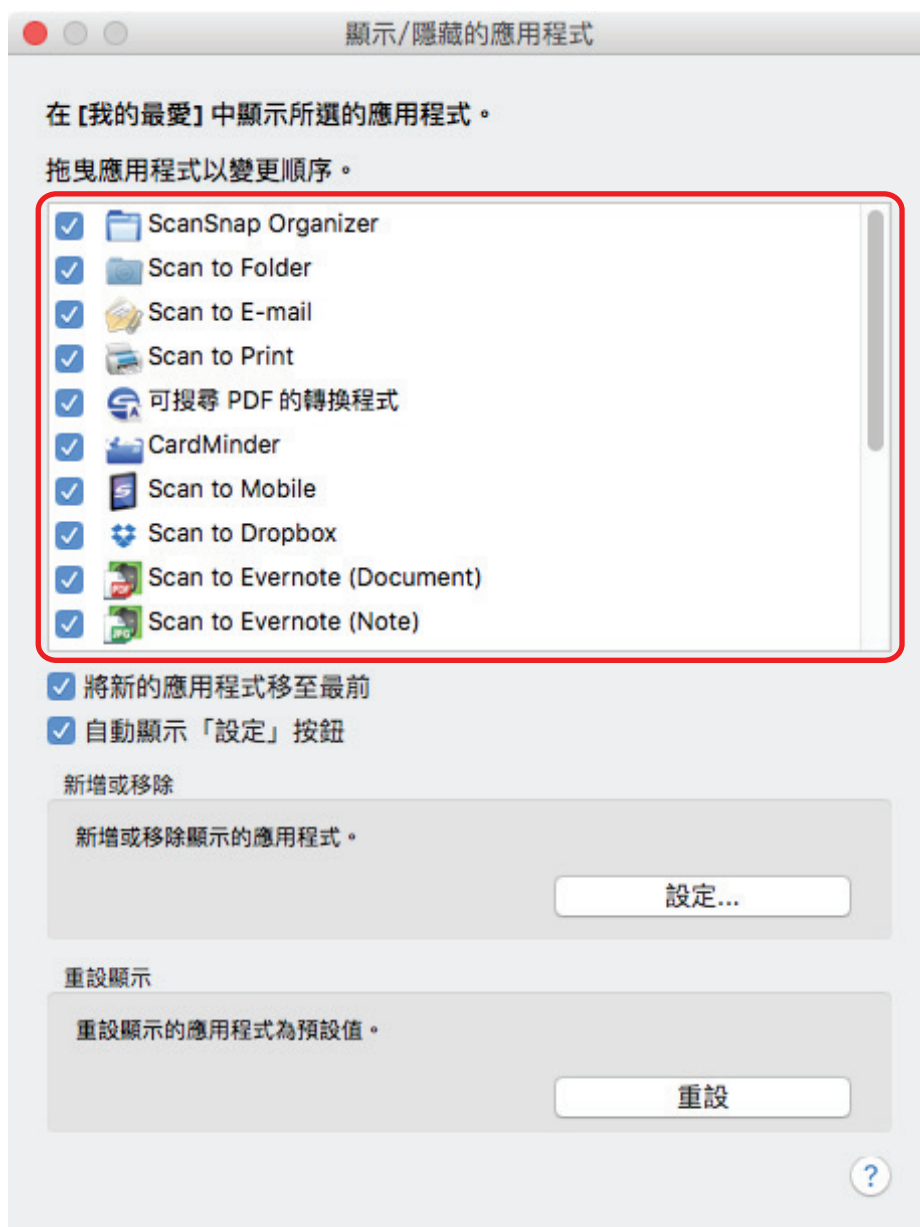 顯示/隱藏的應用程式
在 [我的最愛] 中顯示所選的應用程式。
拖曳應用程式以變更順序。
ScanSnap Organizer
Scan to Folder
Scan to E-mail
Scan to Print
可搜尋 PDF 的轉換程式
CardMinder
Scan to Mobile
Scan to Dropbox
Scan to Evernote (Document)
Scan to Evernote (Note)
將新的應用程式移至最前
自動顯示「設定」按鈕
新增或移除
新增或移除顯示的應用程式。
設定...
重設顯示
重設顯示的應用程式為預設值。
重設
?